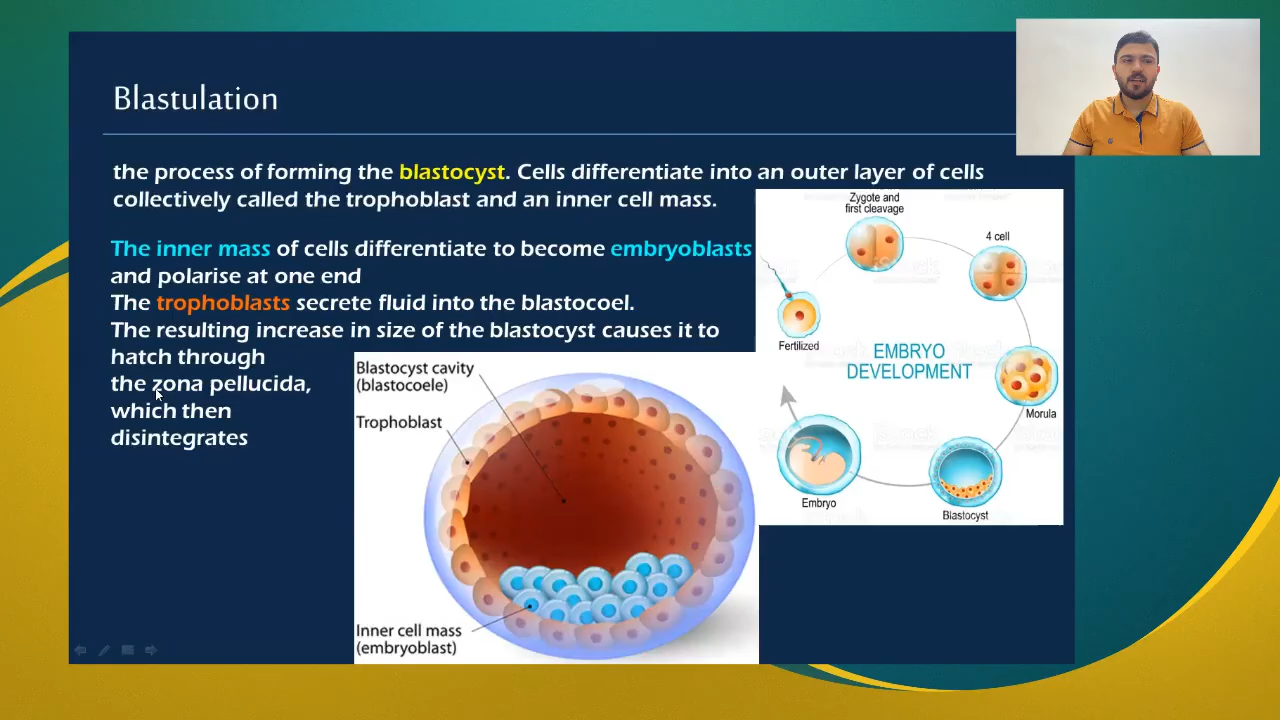 Blastulation
the process of forming the blastocyst. Cells differentiate into an outer layer of cells
collectively called the trophoblast and an inner cell mass.
The inner mass of cells differentiate to become embryoblasts
and polarise at one end
The trophoblasts secrete fluid into the blastocoel.
The resulting increase in size of the blastocyst causes it to
hatch through
the zona pellucida,
which then
disintegrates
Blastocyst cavity
(blastocoele)
Trophoblast
Inner cell mass
(embryoblast)
Zygote and
first cleavage
4 cell
Fertilized
EMBRYO
DEVELOPMENT
Morula
Embryo
Blastocyst